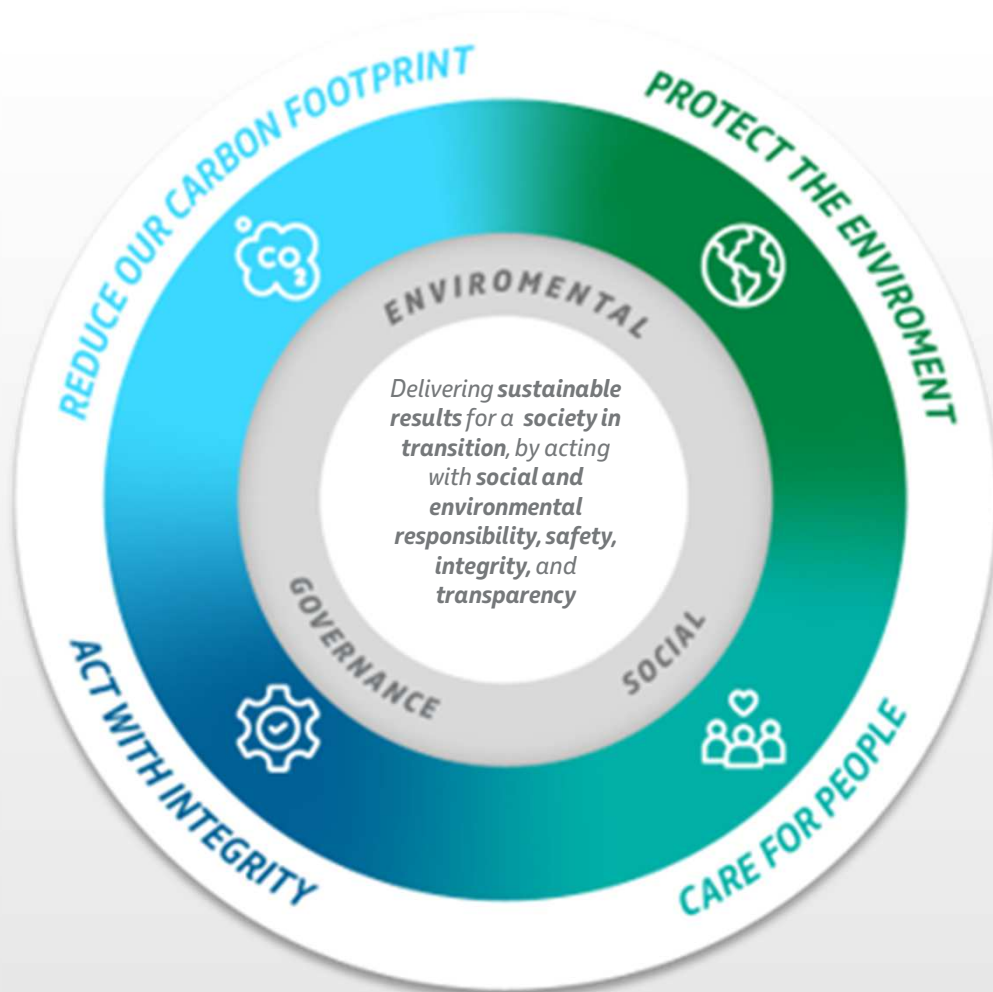 REDUCE OUR CARBON FOOTPRINT
PROTECT THE ENVIROMENT
CO2
ENVIROMENTAL
Delivering sustainable
results for a society in
transition, by acting
with social and
environmental
responsibility, safety,
integrity, and
transparency
GOVERNANCE
SOCIAL
ACT WITH INTEGRITY
CARE FOR PEOPLE